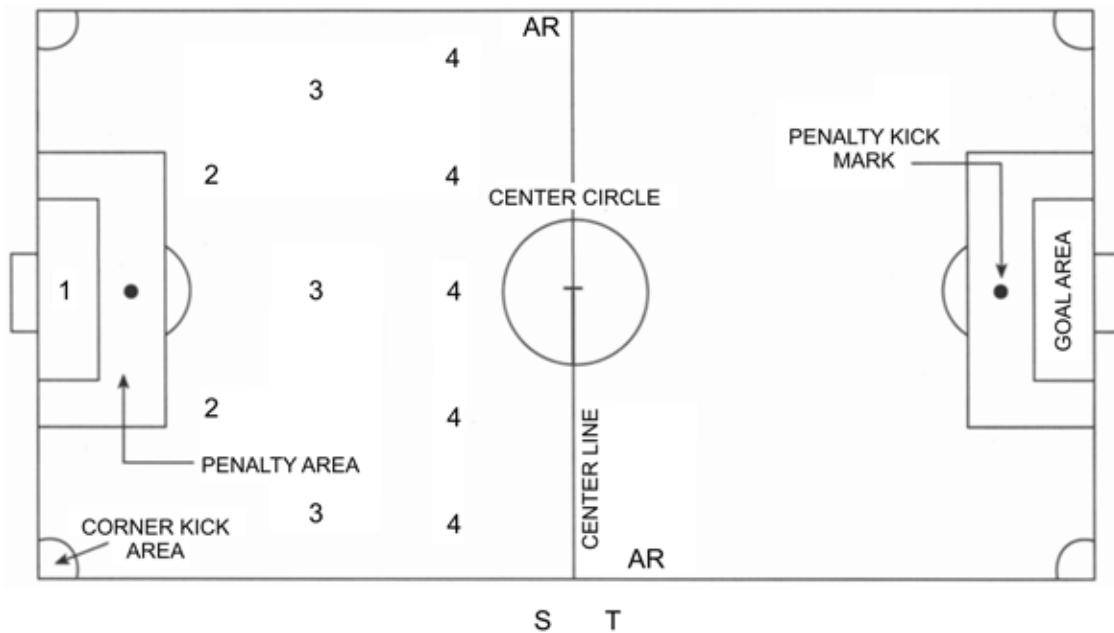 AR
4
3
PENALTY KICK
MARK
2
4
CENTER CIRCLE
1
3
4
GOAL AREA
2
4
PENALTY AREA
CENTER LINE
3
4
CORNER KICK
AREA
AR
S T